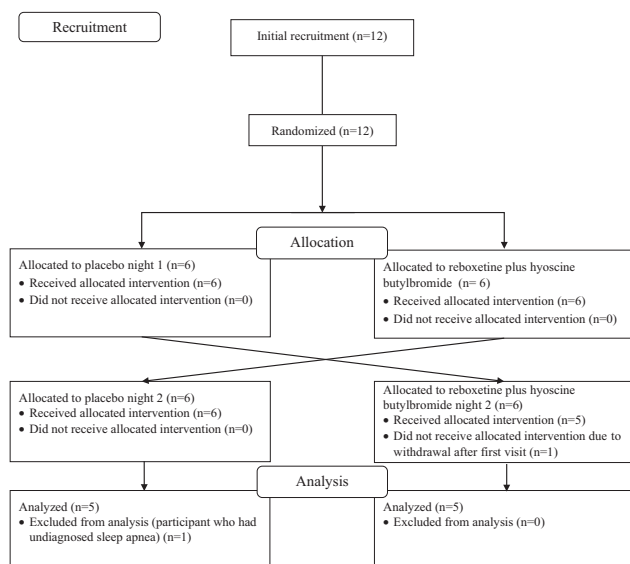 Recruitment
Initial recruitment (n=12)
Randomized (n=12)
Allocation
Allocated to placebo night 1 (n=6)
• Received allocated intervention (n=6)
• Did not receive allocated intervention (n=0)
Allocated to reboxetine plus hyoscine
butylbromide (n= 6)
• Received allocated intervention (n=6)
• Did not receive allocated intervention (n=0)
Allocated to placebo night 2 (n=6)
• Received allocated intervention (n=6)
• Did not receive allocated intervention (n=0)
Allocated to reboxetine plus hyoscine
butylbromide night 2 (n=6)
• Received allocated intervention (n=5)
• Did not receive allocated intervention due to
withdrawal after first visit (n=1)
Analysis
Analyzed (n=5)
• Excluded from analysis (participant who had
undiagnosed sleep apnea) (n=1)
Analyzed (n=5)
• Excluded from analysis (n=0)